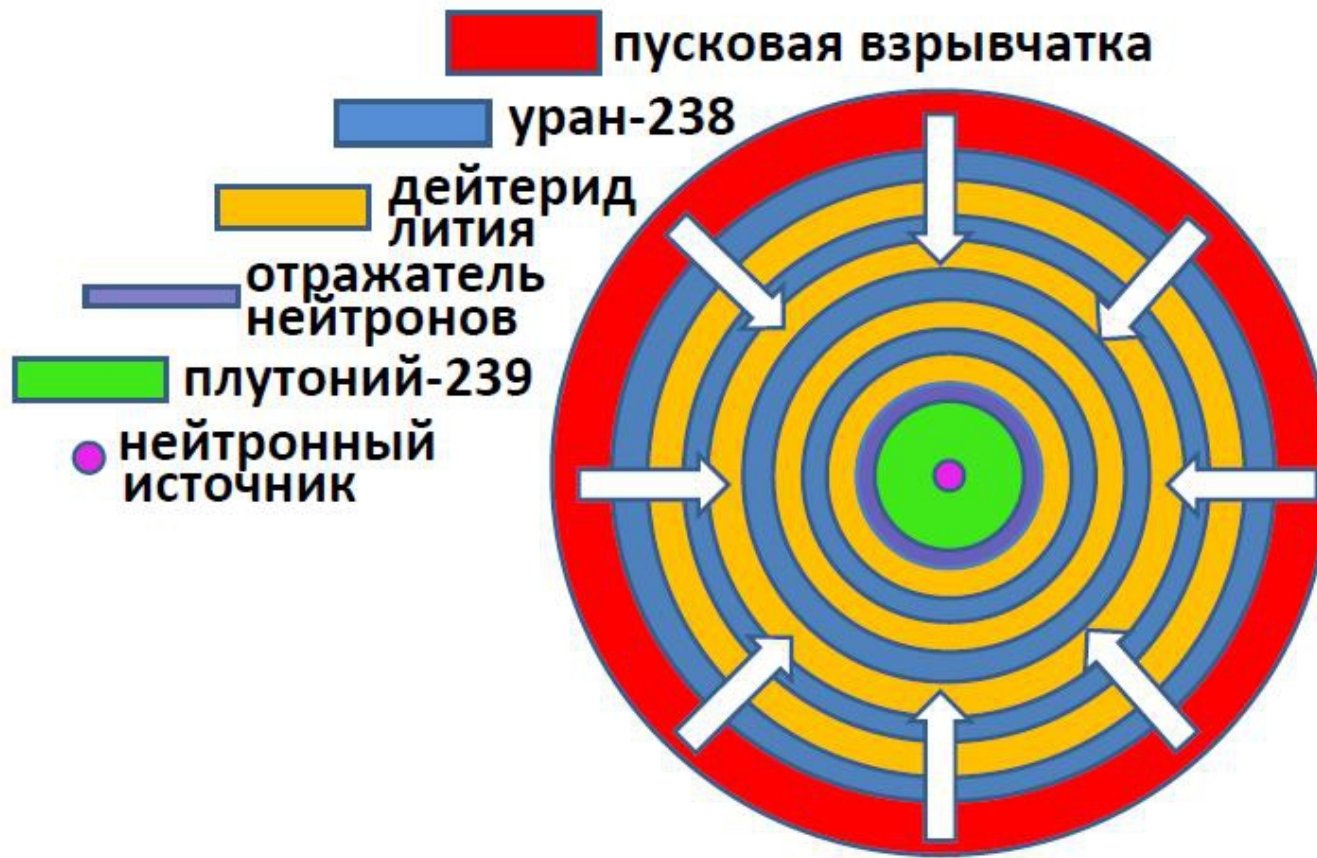 пусковая взрывчатка
уран-238
дейтерид
лития
отражатель
нейтронов
плутоний-239
нейтронный
источник